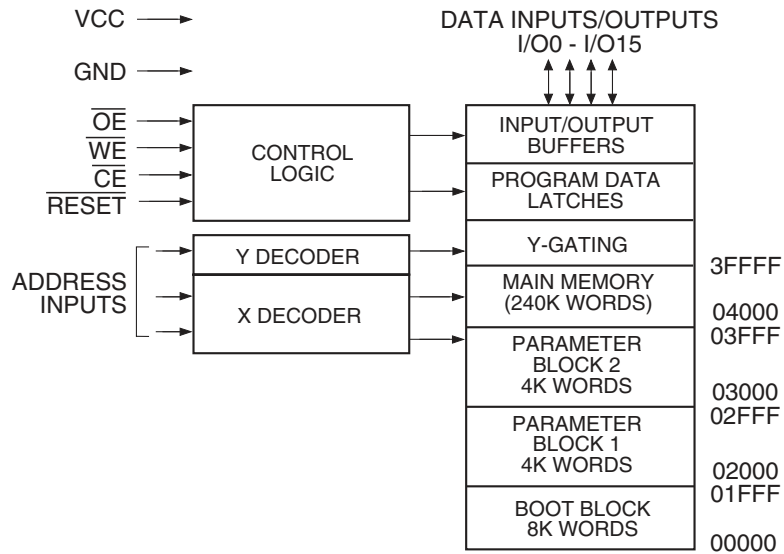 VCC
GND
OE
WE
CE
RESET
ADDRESS
INPUTS
CONTROL
LOGIC
Y DECODER
X DECODER
DATA INPUTS/OUTPUTS
I/O0 - I/O15
INPUT/OUTPUT
BUFFERS
PROGRAM DATA
LATCHES
Y-GATING
MAIN MEMORY
(240K WORDS)
PARAMETER
BLOCK 2
4K WORDS
PARAMETER
BLOCK 1
4K WORDS
BOOT BLOCK
8K WORDS
3FFFF
04000
03FFF
03000
02FFF
02000
01FFF
00000